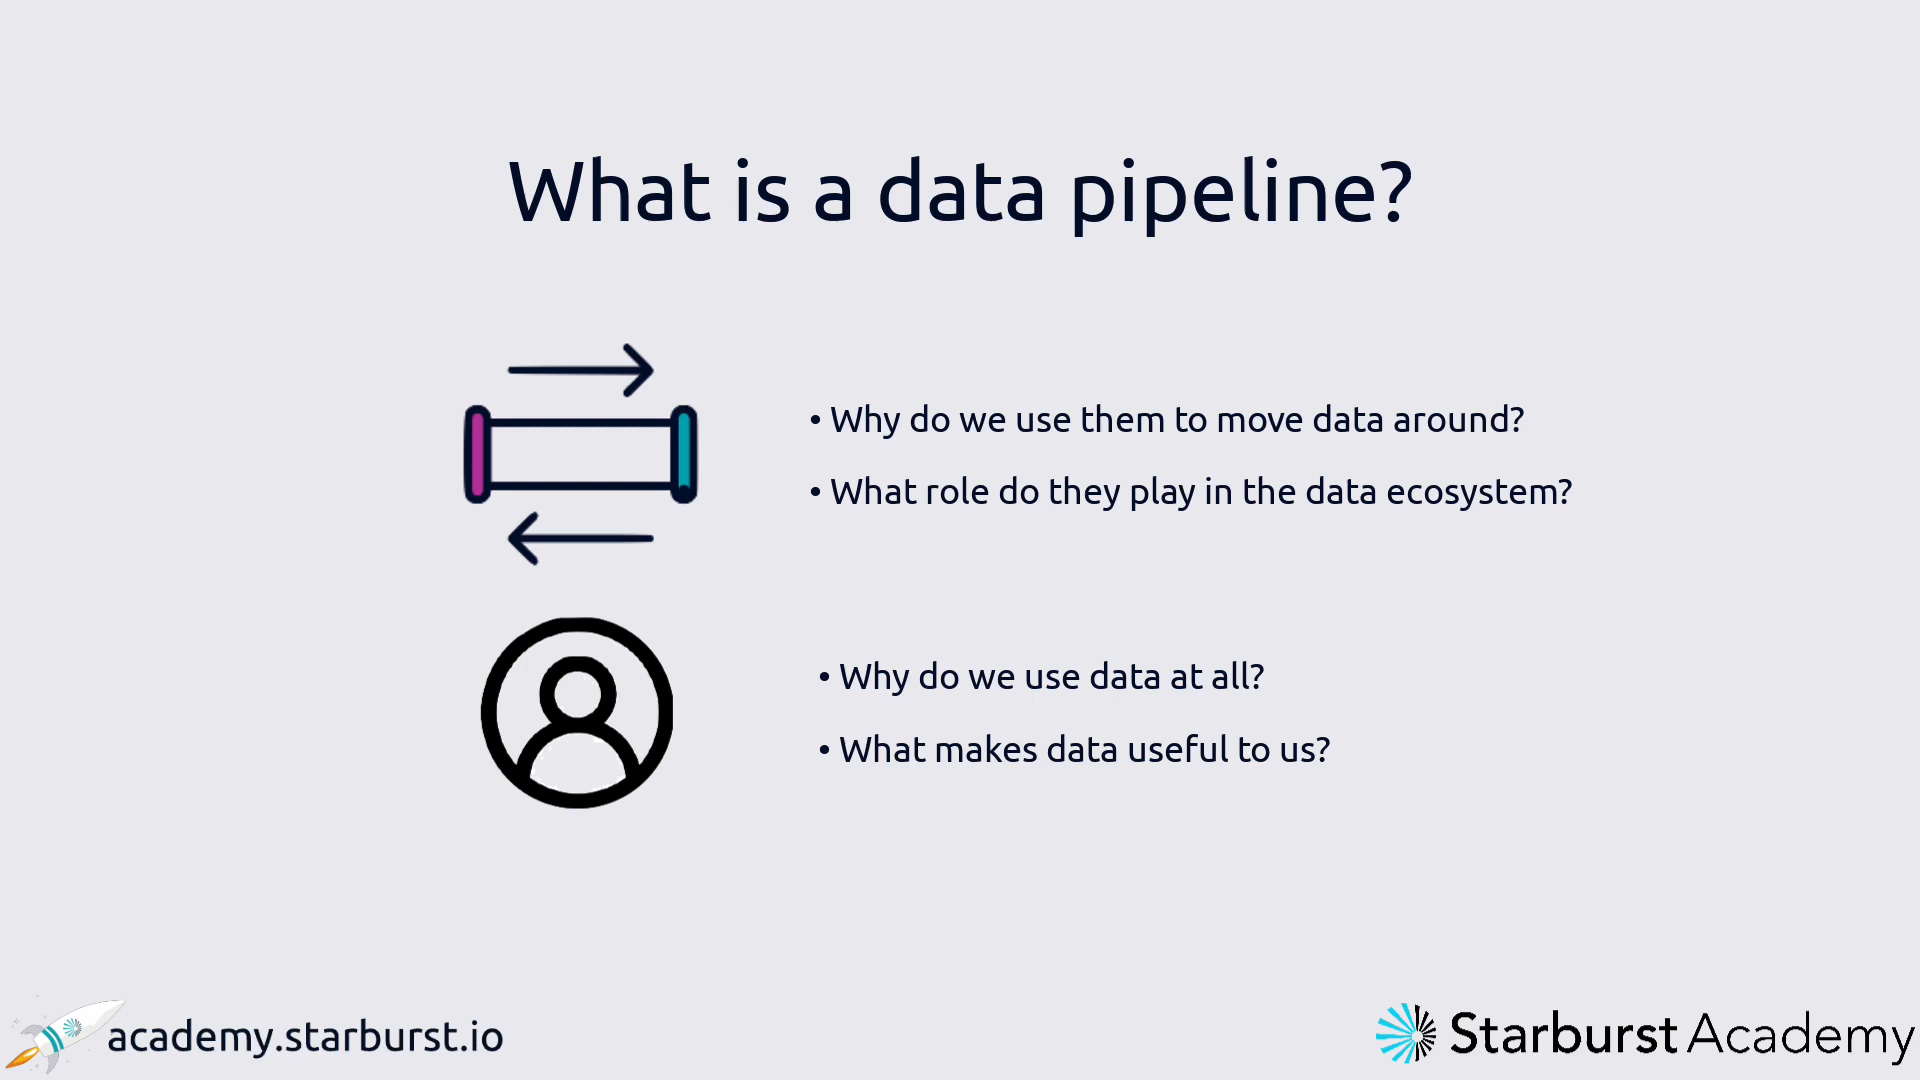 What is a data pipeline?
• Why do we use them to move data around?
• What role do they play in the data ecosystem?
• Why do we use data at all?
• What makes data useful to us?
academy.starburst.io
Starburst Academy